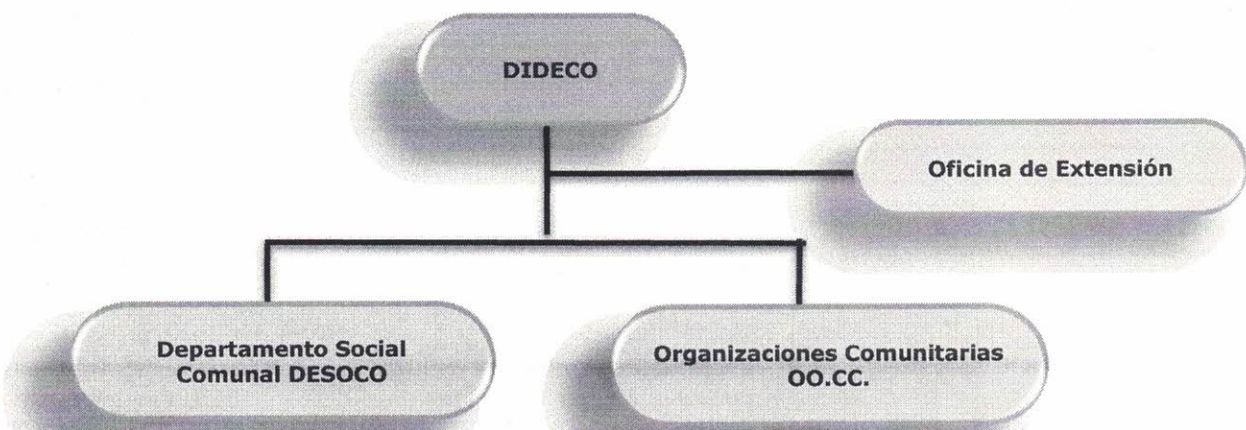 DIDECO
Oficina de Extensión
Departamento Social
Comunal DESOCO
Organizaciones Comunitarias
OO.CC.